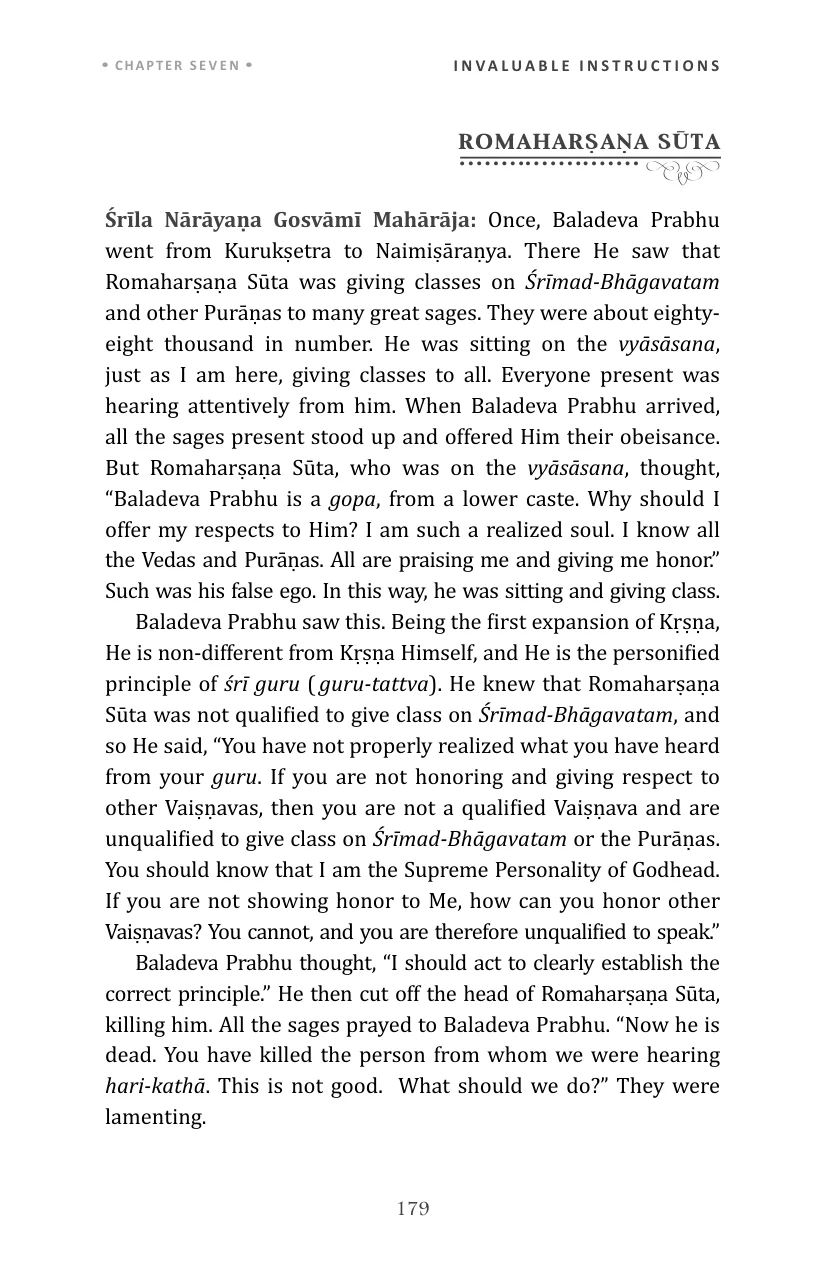 • CHAPTER SEVEN •
INVALUABLE INSTRUCTIONS
ROMAHARṢAṆA SŪTA
Śrīla Nārāyaṇa Gosvāmī Mahārāja: Once, Baladeva Prabhu
went from Kurukṣetra to Naimiṣāraṇya. There He saw that
Romaharṣaṇa Sūta was giving classes on Śrīmad-Bhāgavatam
and other Purāṇas to many great sages. They were about eighty-
eight thousand in number. He was sitting on the vyāsāsana,
just as I am here, giving classes to all. Everyone present was
hearing attentively from him. When Baladeva Prabhu arrived,
all the sages present stood up and offered Him their obeisance.
But Romaharṣaṇa Sūta, who was on the vyāsāsana, thought,
“Baladeva Prabhu is a gopa, from a lower caste. Why should I
offer my respects to Him? I am such a realized soul. I know all
the Vedas and Purāṇas. All are praising me and giving me honor.”
Such was his false ego. In this way, he was sitting and giving class.
Baladeva Prabhu saw this. Being the first expansion of Kṛṣṇa,
He is non-different from Kṛṣṇa Himself, and He is the personified
principle of śrī guru (guru-tattva). He knew that Romaharṣaṇa
Sūta was not qualified to give class on Śrīmad-Bhāgavatam, and
so He said, “You have not properly realized what you have heard
from your guru. If you are not honoring and giving respect to
other Vaiṣṇavas, then you are not a qualified Vaiṣṇava and are
unqualified to give class on Śrīmad-Bhāgavatam or the Purāṇas.
You should know that I am the Supreme Personality of Godhead.
If you are not showing honor to Me, how can you honor other
Vaiṣṇavas? You cannot, and you are therefore unqualified to speak.”
Baladeva Prabhu thought, “I should act to clearly establish the
correct principle.” He then cut off the head of Romaharṣaṇa Sūta,
killing him. All the sages prayed to Baladeva Prabhu. “Now he is
dead. You have killed the person from whom we were hearing
hari-kathā. This is not good.  What should we do?” They were
lamenting.
179